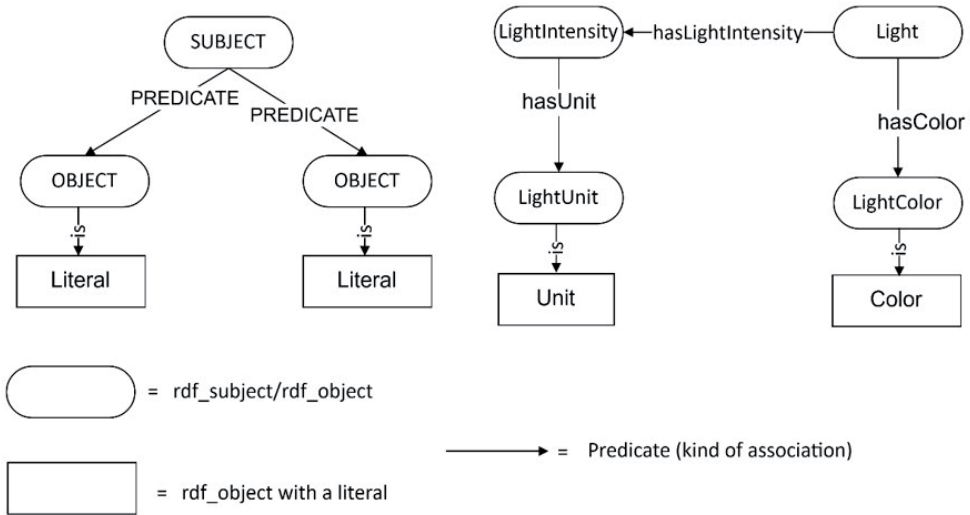 SUBJECT
PREDICATE
PREDICATE
OBJECT
OBJECT
is
is
Literal
Literal
LightIntensity
hasLightIntensity
Light
hasUnit
hasColor
LightUnit
LightColor
is
is
Unit
Color
= rdf_subject/rdf_object
= Predicate (kind of association)
= rdf_object with a literal